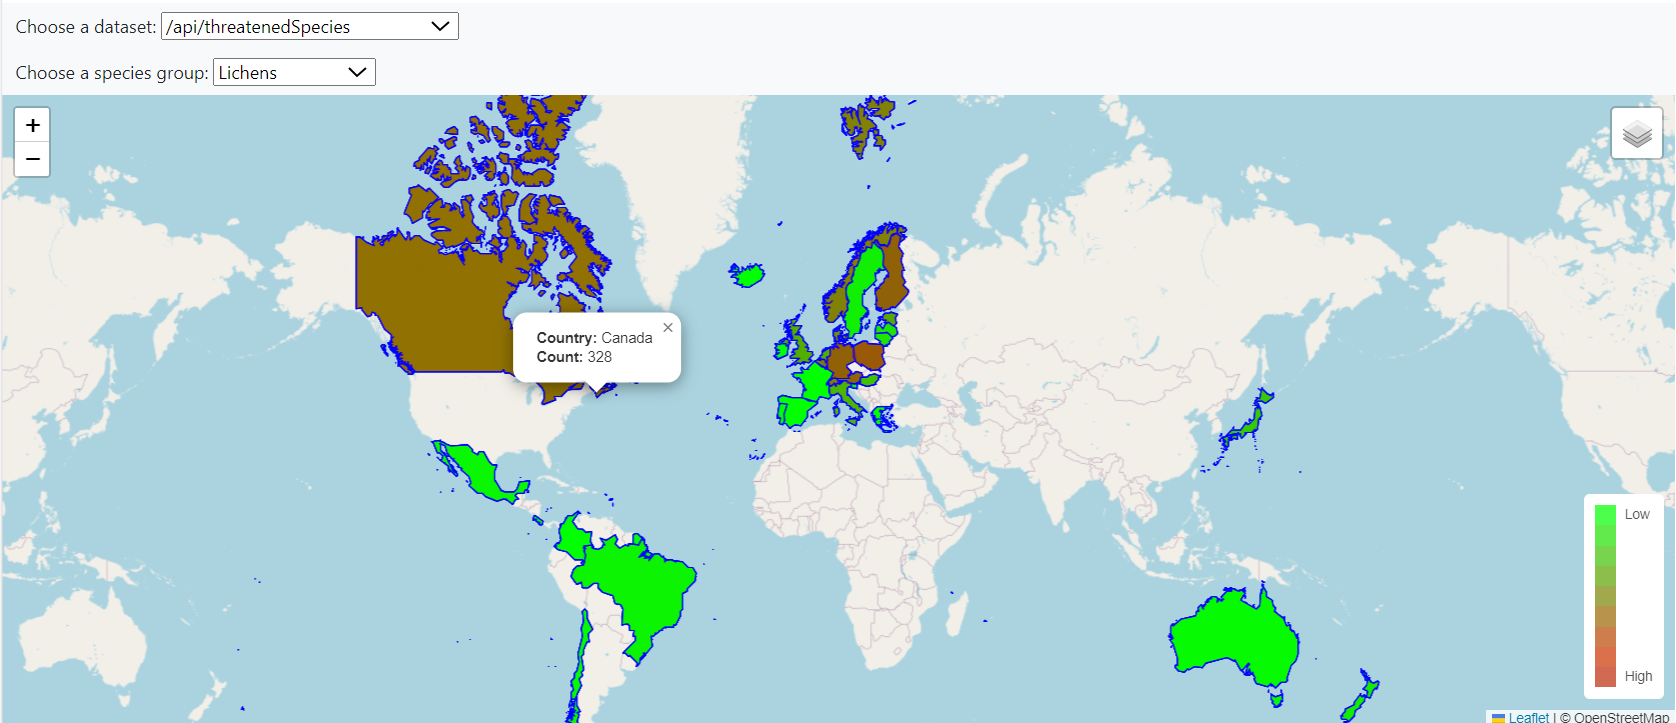 Choose a dataset: /api/threatenedSpecies
Choose a species group: Lichens
+
−
×
Country: Canada
Count: 328
Low
High
Leaflet | © OpenStreetMap